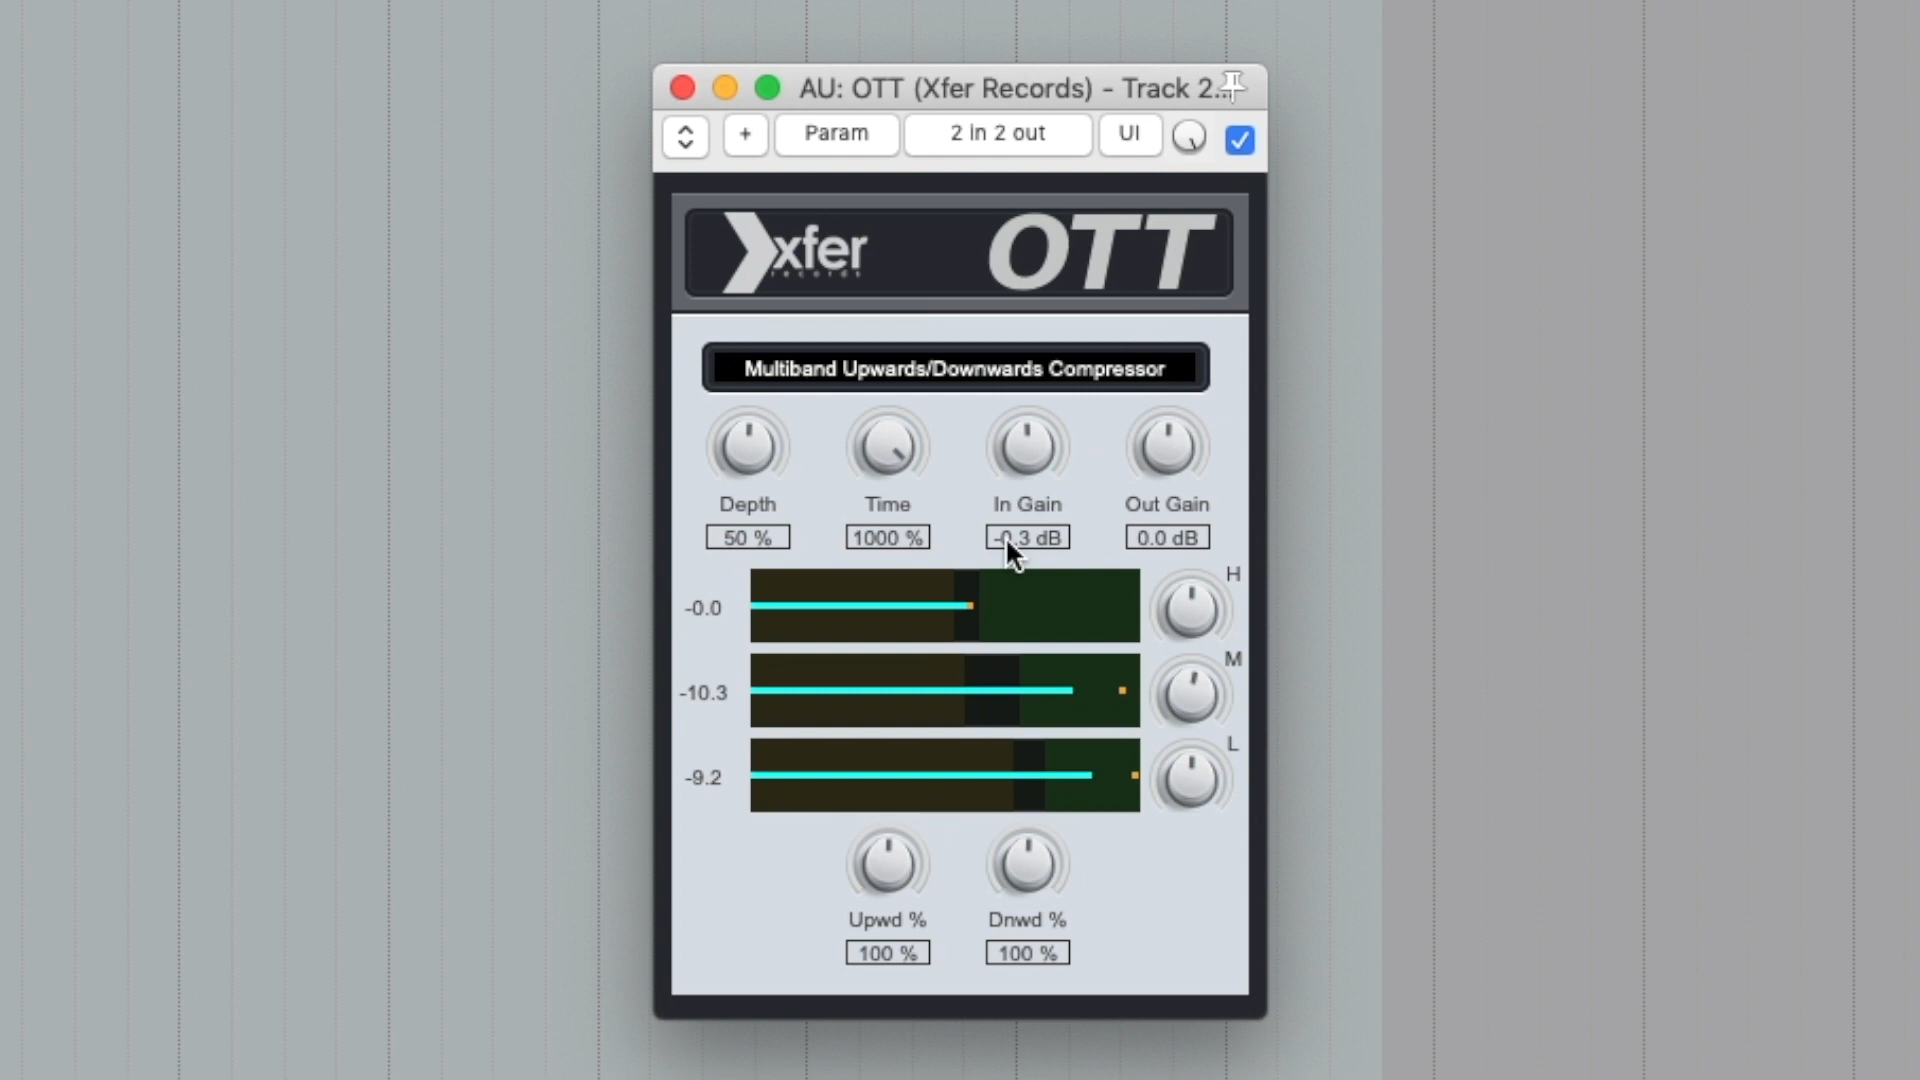 AU: OTT (Xfer Records) - Track 2...
+ Param 2 in 2 out UI
xfer OTT
records
Multiband Upwards/Downwards Compressor
Depth Time In Gain Out Gain
50 % 1000 % -0.3 dB 0.0 dB
H
-0.0
M
-10.3
L
-9.2
Upwd % Dnwd %
100 % 100 %